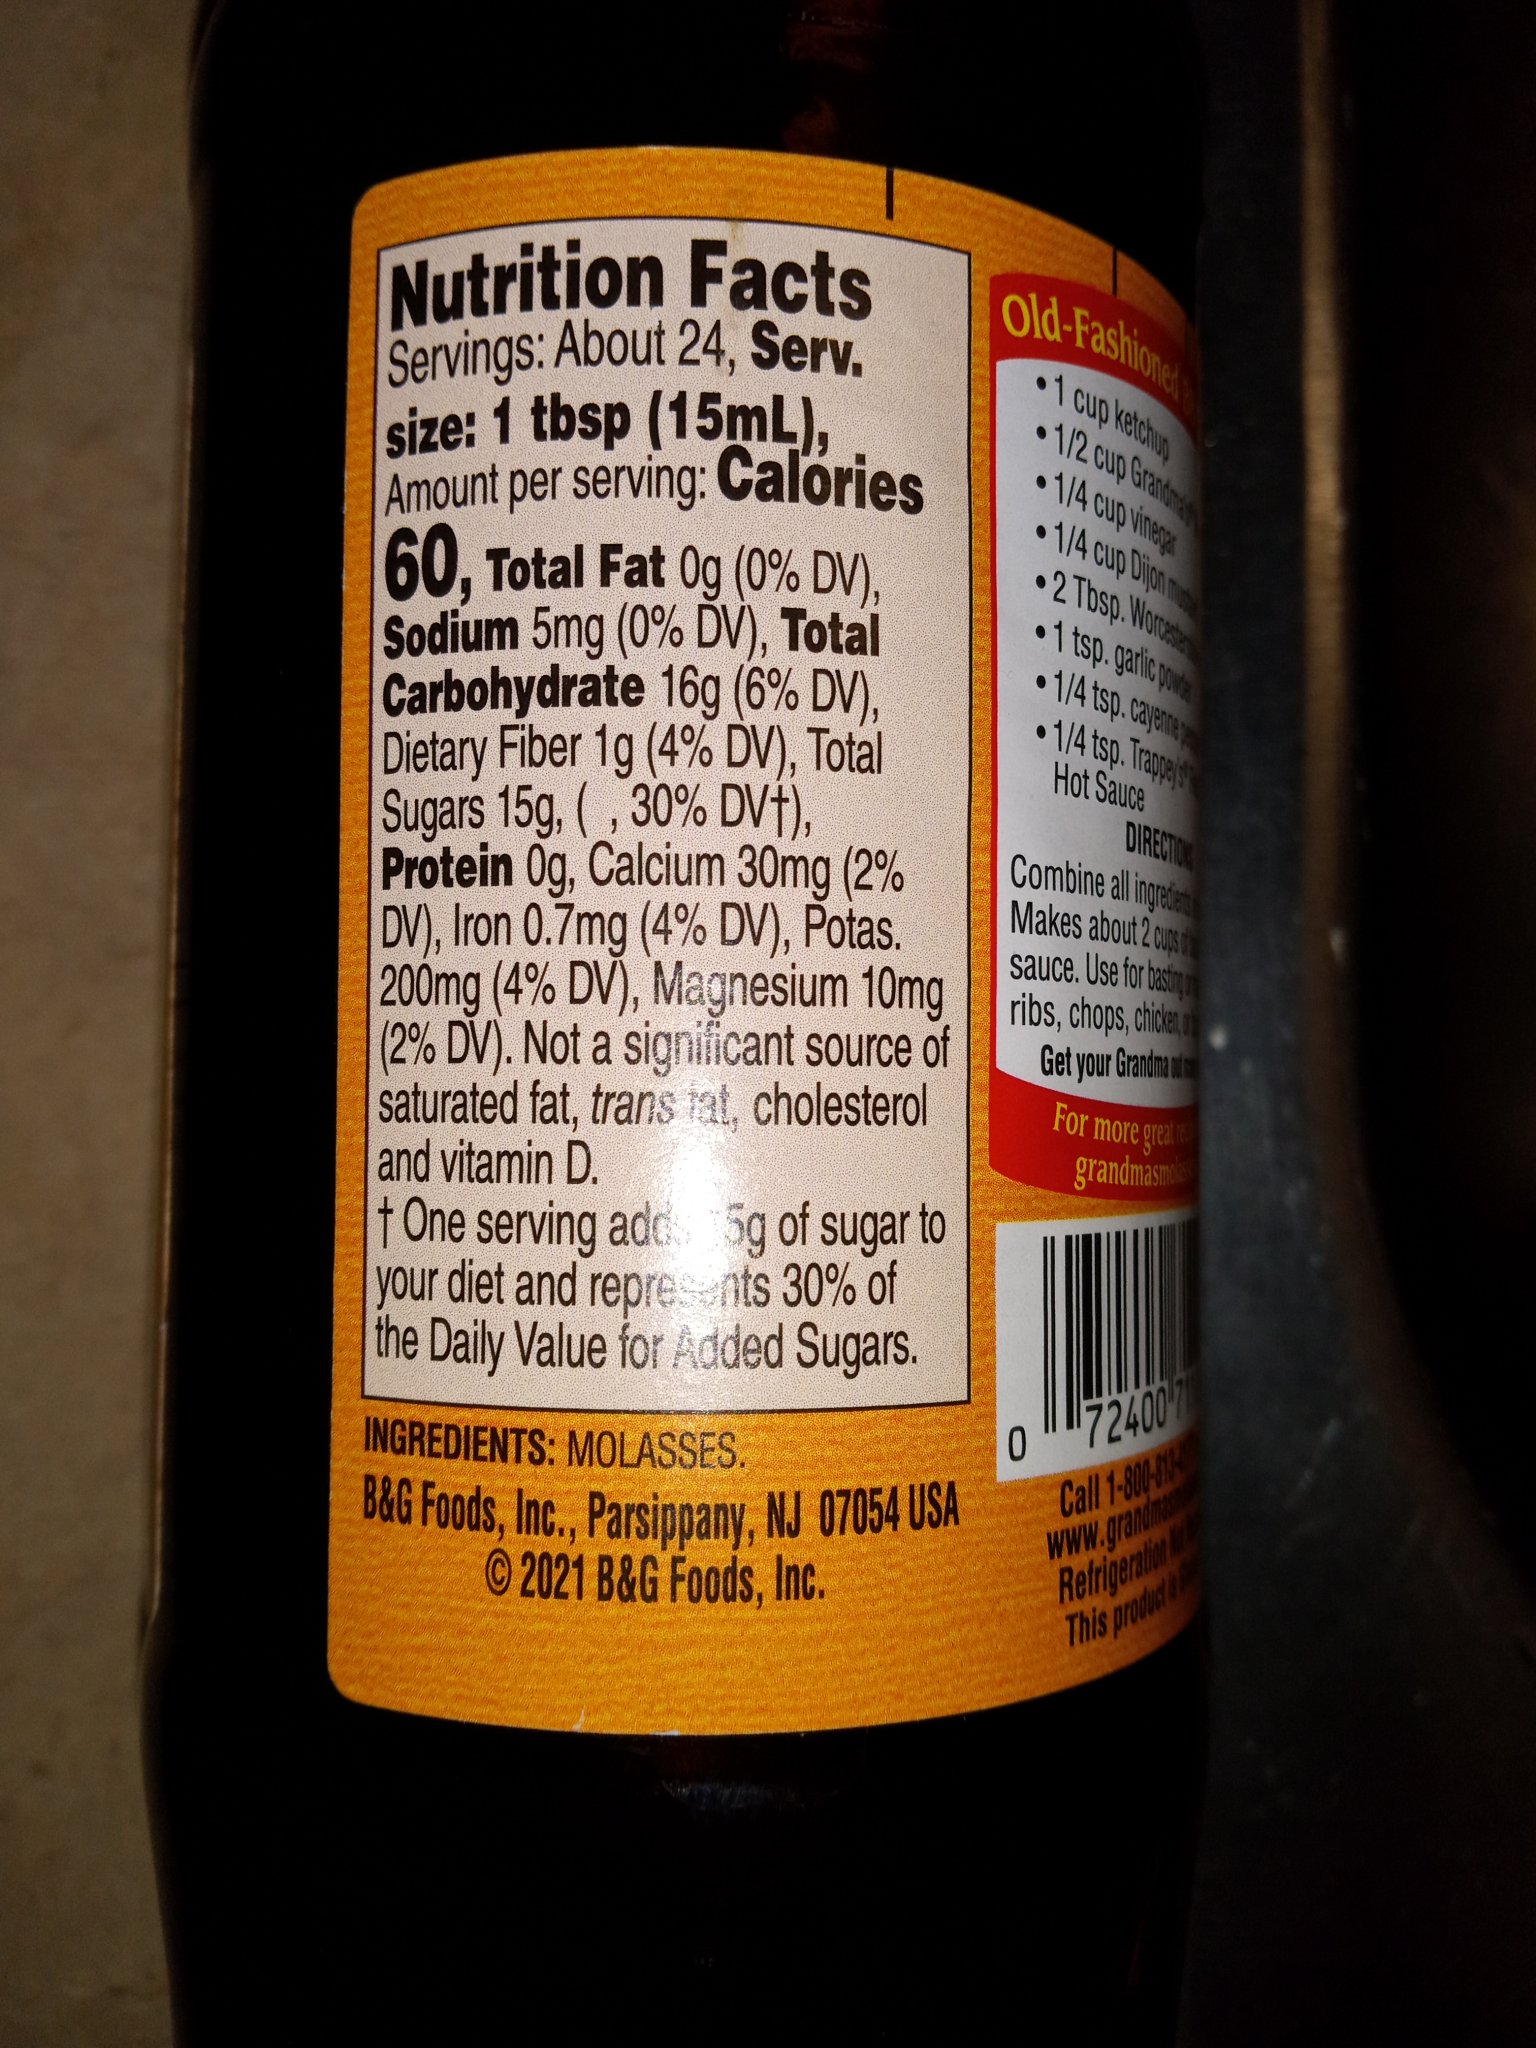 Nutrition Facts
Servings: About 24, Serv.
size: 1 tbsp (15mL),
Amount per serving: Calories
60, Total Fat 0g (0% DV),
Sodium 5mg (0% DV), Total
Carbohydrate 16g (6% DV),
Dietary Fiber 1g (4% DV), Total
Sugars 15g, ( , 30% DV†),
Protein 0g, Calcium 30mg (2%
DV), Iron 0.7mg (4% DV), Potas.
200mg (4% DV), Magnesium 10mg
(2% DV). Not a significant source of
saturated fat, trans fat, cholesterol
and vitamin D.
† One serving adds 15g of sugar to
your diet and represents 30% of
the Daily Value for Added Sugars.
INGREDIENTS: MOLASSES.
B&G Foods, Inc., Parsippany, NJ 07054 USA
© 2021 B&G Foods, Inc.
Old-Fashioned
• 1 cup ketchup
• 1/2 cup Grandma's
• 1/4 cup vinegar
• 1/4 cup Dijon
• 2 Tbsp.
• 1 tsp. garlic powder
• 1/4 tsp. cayenne
• 1/4 tsp. Trappey's®
Hot Sauce
DIRECTIONS
Combine all ingredients
Makes about 2 cups of
sauce. Use for basting
ribs, chops, chicken,
Get your Grandma
For more great
0 72400
Call 1-800-813
Refrigeration
This product